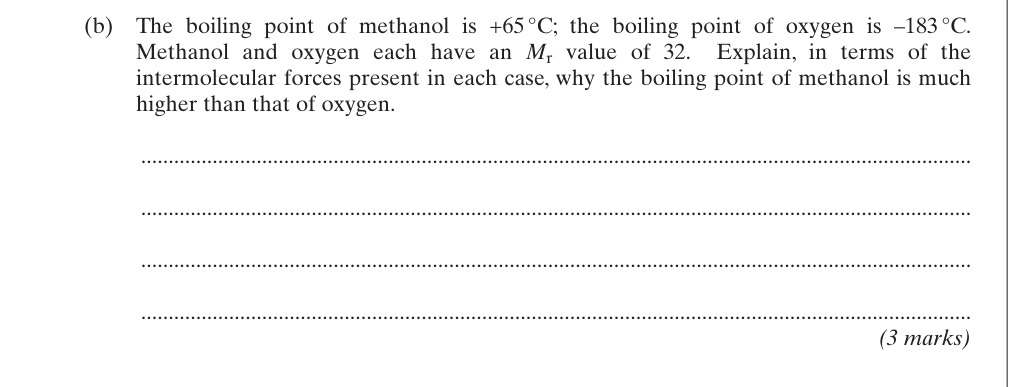 (b) The boiling point of methanol is +65 °C; the boiling point of oxygen is –183 °C.
Methanol and oxygen each have an Mr value of 32. Explain, in terms of the
intermolecular forces present in each case, why the boiling point of methanol is much
higher than that of oxygen.
(3 marks)